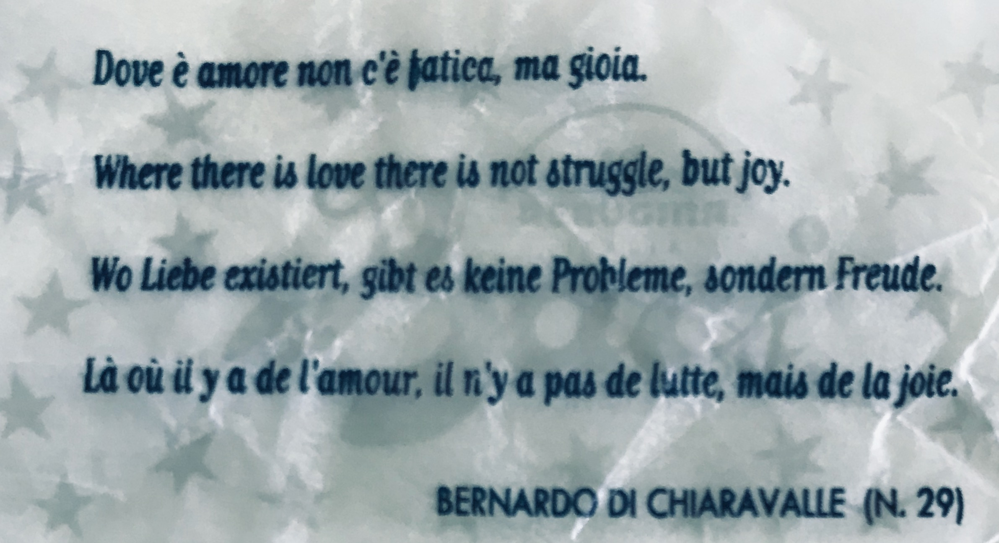 Dove è amore non c'è fatica, ma gioia.
Where there is love there is not struggle, but joy.
Wo Liebe existiert, gibt es keine Probleme, sondern Freude.
Là où il y a de l'amour, il n'y a pas de lutte, mais de la joie.
BERNARDO DI CHIARAVALLE (N. 29)